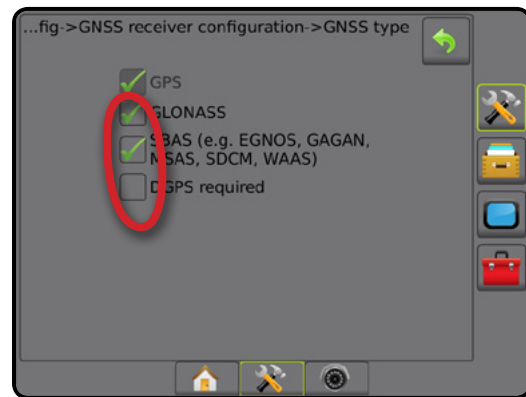 ...fig->GNSS receiver configuration->GNSS type
GPS
GLONASS
SBAS (e.g. EGNOS, GAGAN,
MSAS, SDCM, WAAS)
DGPS required